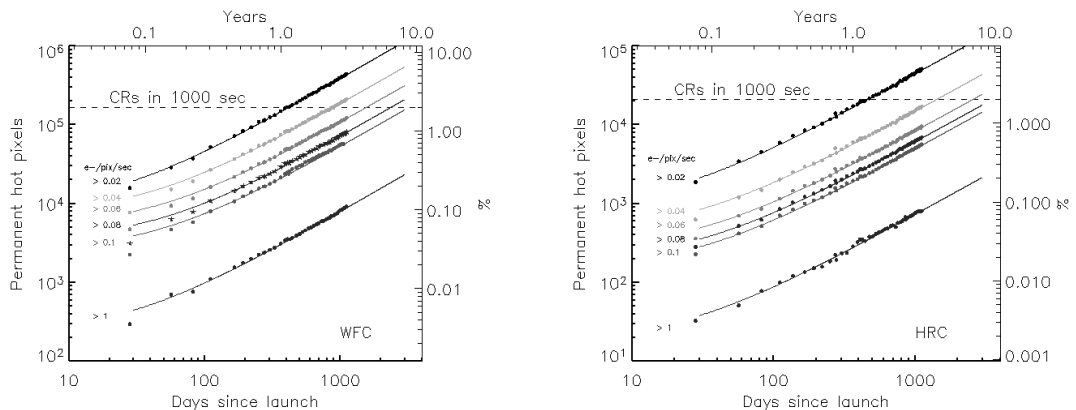 Years
0.1 1.0 8.0
10^6
10^5
10^4
10^3
10^2
Permanent hot pixels
CRs in 1000 sec
e−/pix/sec
> 0.02
> 0.04
> 0.06
> 0.08
> 0.1
> 1
WFC
10.00
1.00
0.10
0.01
%
10 100 1000
Days since launch
Years
0.1 1.0 8.0
10^5
10^4
10^3
10^2
10^1
Permanent hot pixels
CRs in 1000 sec
e−/pix/sec
> 0.02
> 0.04
> 0.06
> 0.08
> 0.1
> 1
HRC
1.000
0.100
0.010
0.001
%
10 100 1000
Days since launch